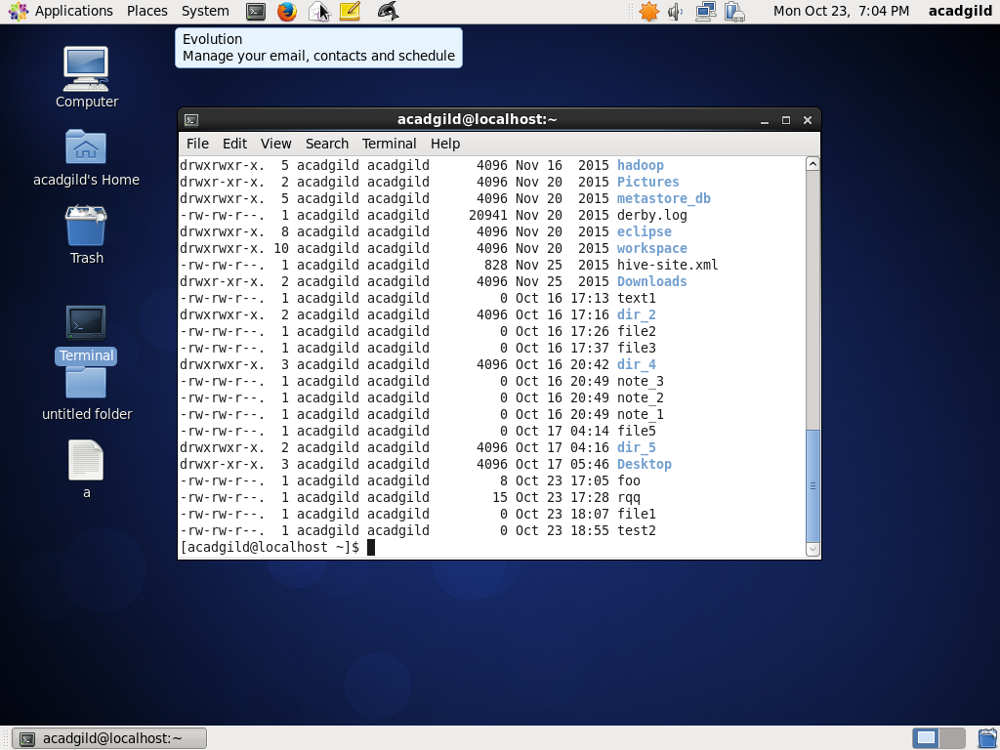 Applications Places System Mon Oct 23, 7:04 PM acadgild
Evolution
Manage your email, contacts and schedule
Computer
acadgild's Home
Trash
Terminal
untitled folder
a
acadgild@localhost:~
File Edit View Search Terminal Help
drwxrwxr-x.  5 acadgild acadgild      4096 Nov 16  2015 hadoop
drwxr-xr-x.  2 acadgild acadgild      4096 Nov 20  2015 Pictures
drwxrwxr-x.  5 acadgild acadgild      4096 Nov 20  2015 metastore_db
-rw-rw-r--.  1 acadgild acadgild     20941 Nov 20  2015 derby.log
drwxrwxr-x.  8 acadgild acadgild      4096 Nov 20  2015 eclipse
drwxrwxr-x. 10 acadgild acadgild      4096 Nov 20  2015 workspace
-rw-rw-r--.  1 acadgild acadgild       828 Nov 25  2015 hive-site.xml
drwxr-xr-x.  2 acadgild acadgild      4096 Nov 25  2015 Downloads
-rw-rw-r--.  1 acadgild acadgild         0 Oct 16 17:13 text1
drwxrwxr-x.  2 acadgild acadgild      4096 Oct 16 17:16 dir_2
-rw-rw-r--.  1 acadgild acadgild         0 Oct 16 17:26 file2
-rw-rw-r--.  1 acadgild acadgild         0 Oct 16 17:37 file3
drwxrwxr-x.  3 acadgild acadgild      4096 Oct 16 20:42 dir_4
-rw-rw-r--.  1 acadgild acadgild         0 Oct 16 20:49 note_3
-rw-rw-r--.  1 acadgild acadgild         0 Oct 16 20:49 note_2
-rw-rw-r--.  1 acadgild acadgild         0 Oct 16 20:49 note_1
-rw-rw-r--.  1 acadgild acadgild         0 Oct 17 04:14 file5
drwxrwxr-x.  2 acadgild acadgild      4096 Oct 17 04:16 dir_5
drwxr-xr-x.  3 acadgild acadgild      4096 Oct 17 05:46 Desktop
-rw-rw-r--.  1 acadgild acadgild         8 Oct 23 17:05 foo
-rw-rw-r--.  1 acadgild acadgild        15 Oct 23 17:28 rqq
-rw-rw-r--.  1 acadgild acadgild         0 Oct 23 18:07 file1
-rw-rw-r--.  1 acadgild acadgild         0 Oct 23 18:55 test2
[acadgild@localhost ~]$
acadgild@localhost:~